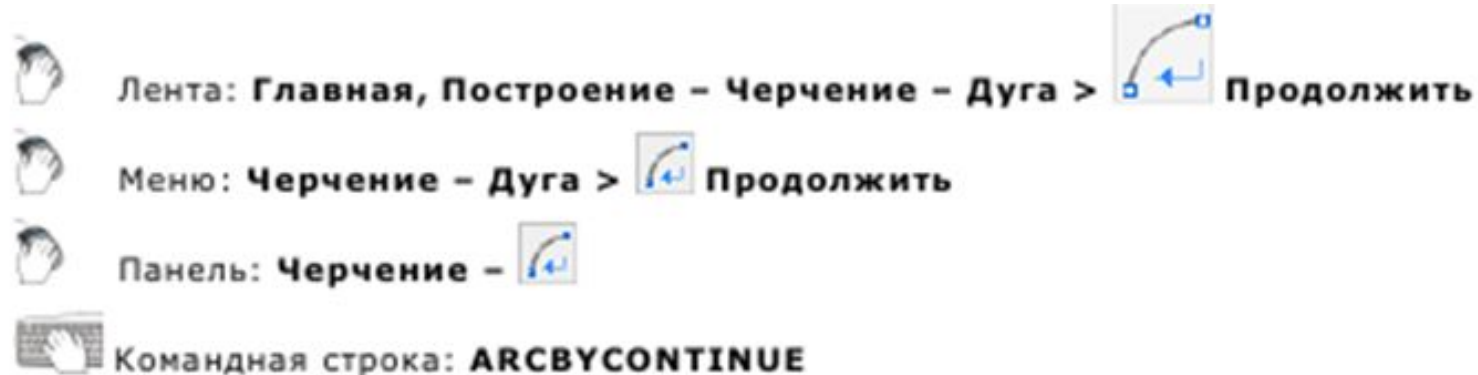 Лента: Главная, Построение – Черчение – Дуга > Продолжить
Меню: Черчение – Дуга > Продолжить
Панель: Черчение –
Командная строка: ARCBYCONTINUE